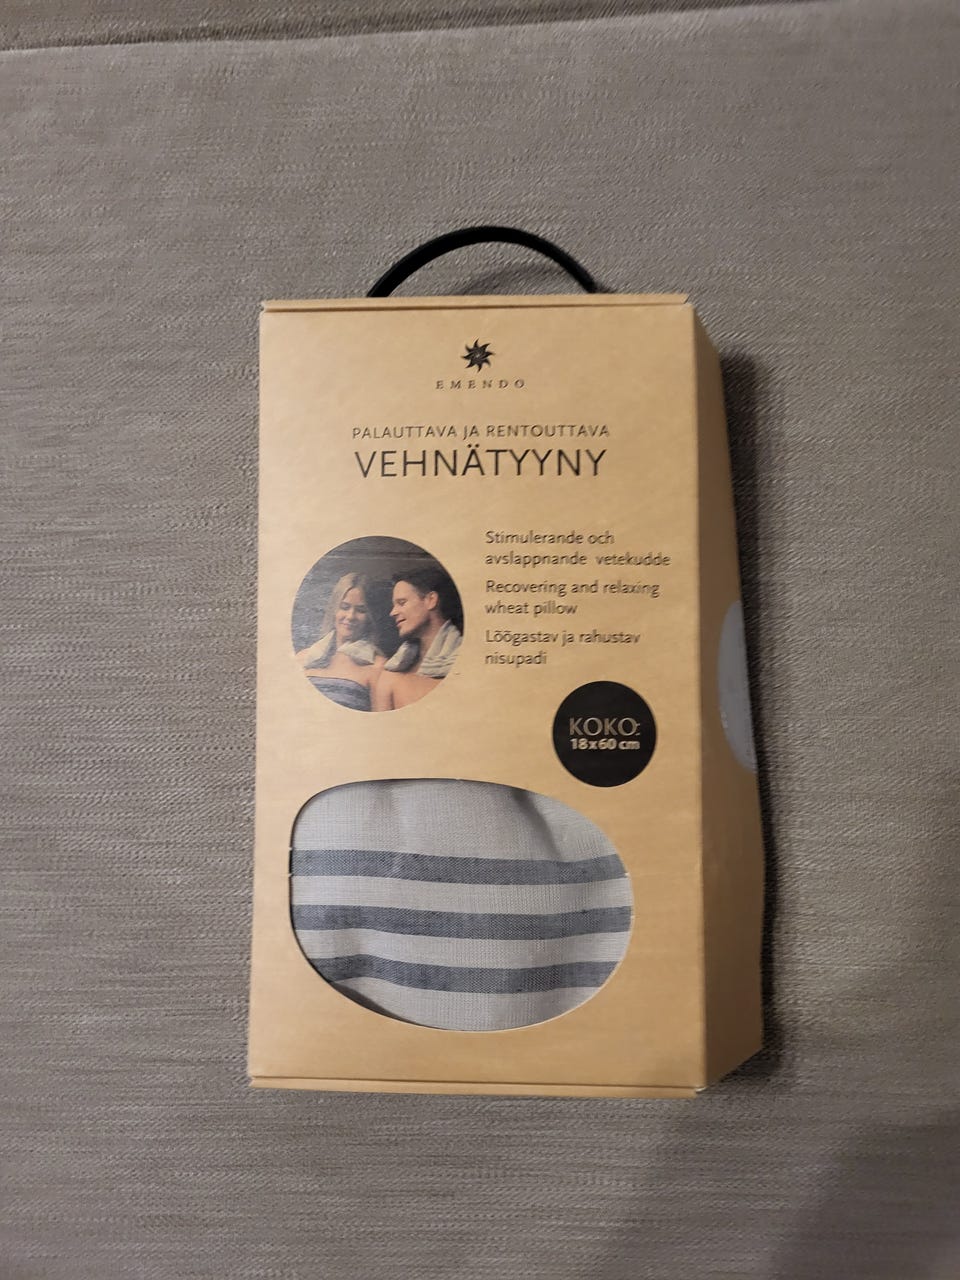 EMENDO
PALAUTTAVA JA RENTOUTTAVA
VEHNÄTYYNY
Stimulerande och
avslappnande vetekudde
Recovering and relaxing
wheat pillow
Löögastav ja rahustav
nisupadi
KOKO:
18x60 cm